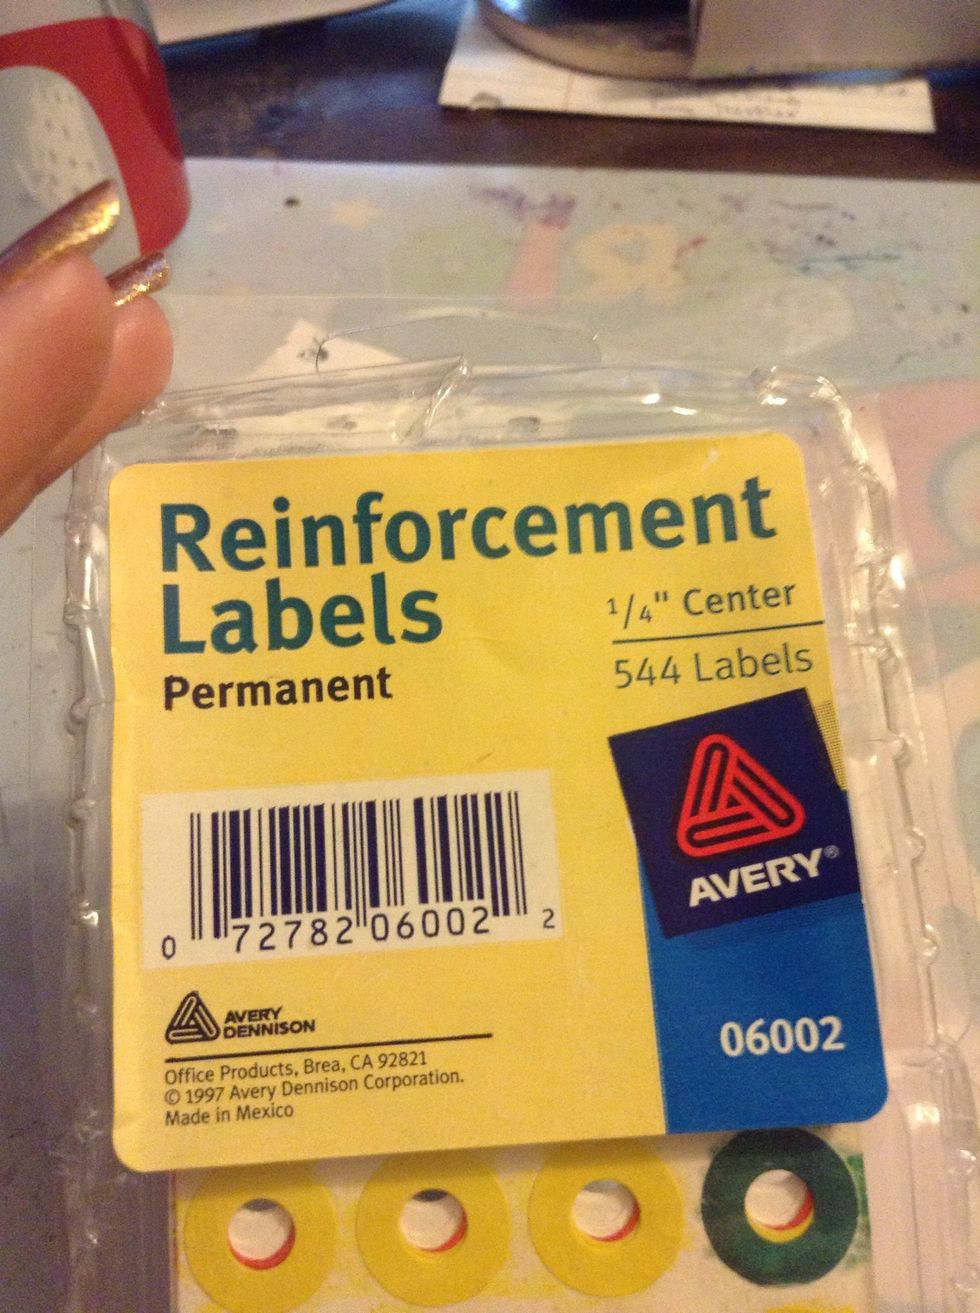 Reinforcement
Labels
Permanent
1/4" Center
544 Labels
AVERY®
0 72782 06002 2
AVERY
DENNISON
Office Products, Brea, CA 92821
© 1997 Avery Dennison Corporation.
Made in Mexico
06002